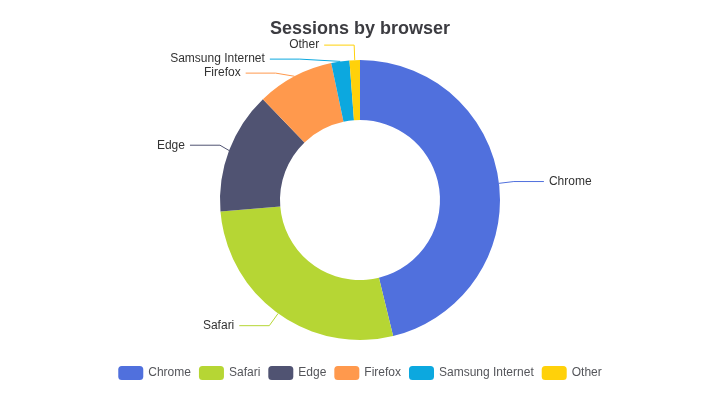 Sessions by browser
Other
Samsung Internet
Firefox
Edge
Chrome
Safari
Chrome Safari Edge Firefox Samsung Internet Other